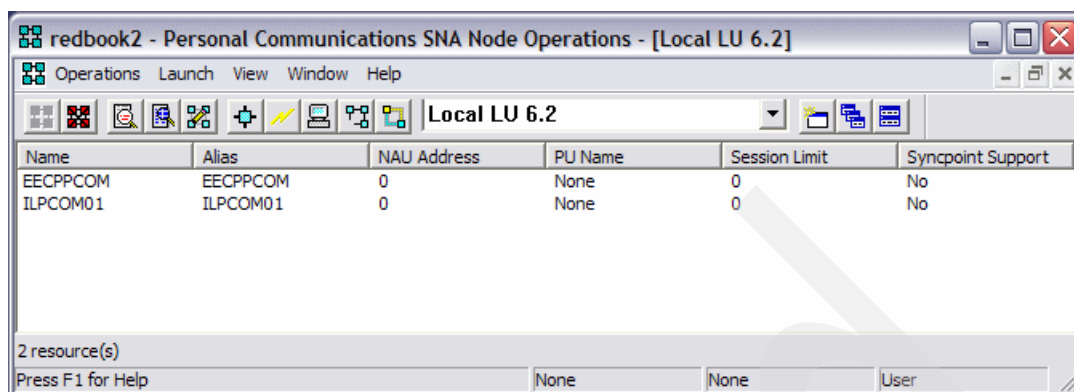 redbook2 - Personal Communications SNA Node Operations - [Local LU 6.2]
Operations Launch View Window Help
Local LU 6.2
Name Alias NAU Address PU Name Session Limit Syncpoint Support
EECPPCOM EECPPCOM 0 None 0 No
ILPCOM01 ILPCOM01 0 None 0 No
2 resource(s)
Press F1 for Help None None User